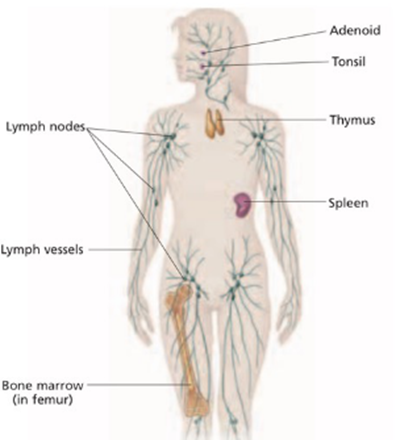 Adenoid
Tonsil
Thymus
Lymph nodes
Spleen
Lymph vessels
Bone marrow
(in femur)